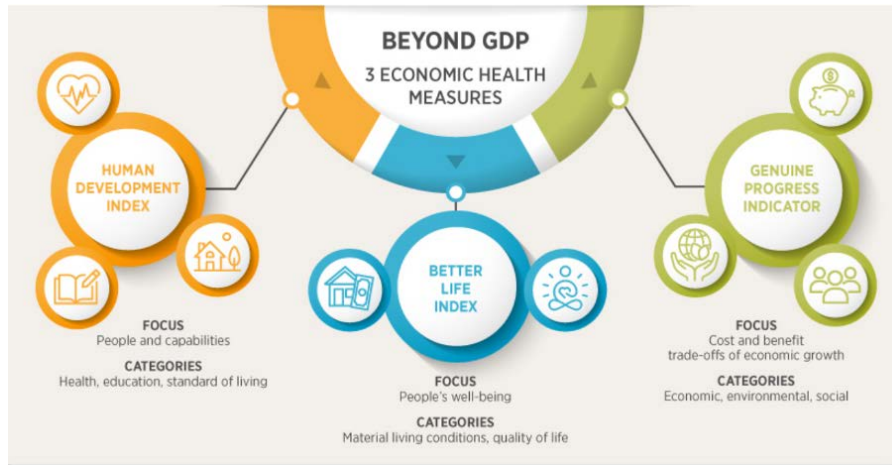 BEYOND GDP
3 ECONOMIC HEALTH
MEASURES
HUMAN
DEVELOPMENT
INDEX
FOCUS
People and capabilities
CATEGORIES
Health, education, standard of living
BETTER
LIFE
INDEX
FOCUS
People's well-being
CATEGORIES
Material living conditions, quality of life
$
GENUINE
PROGRESS
INDICATOR
FOCUS
Cost and benefit
trade-offs of economic growth
CATEGORIES
Economic, environmental, social